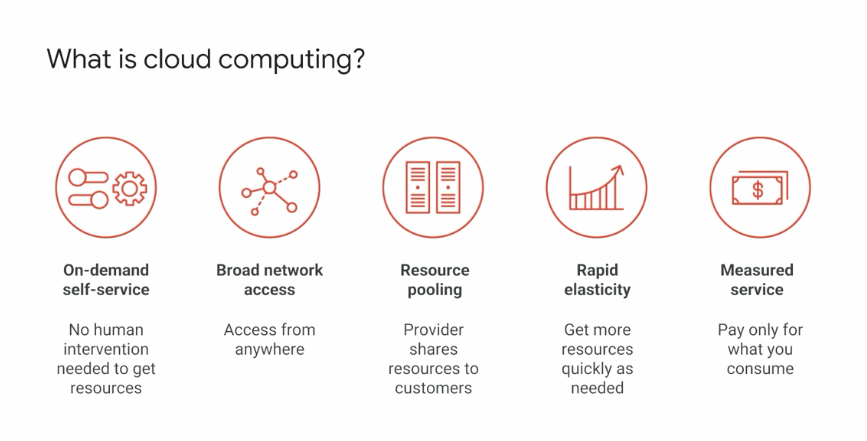 What is cloud computing?
$
On-demand
self-service
No human
intervention
needed to get
resources
Broad network
access
Access from
anywhere
Resource
pooling
Provider
shares
resources to
customers
Rapid
elasticity
Get more
resources
quickly as
needed
Measured
service
Pay only for
what you
consume